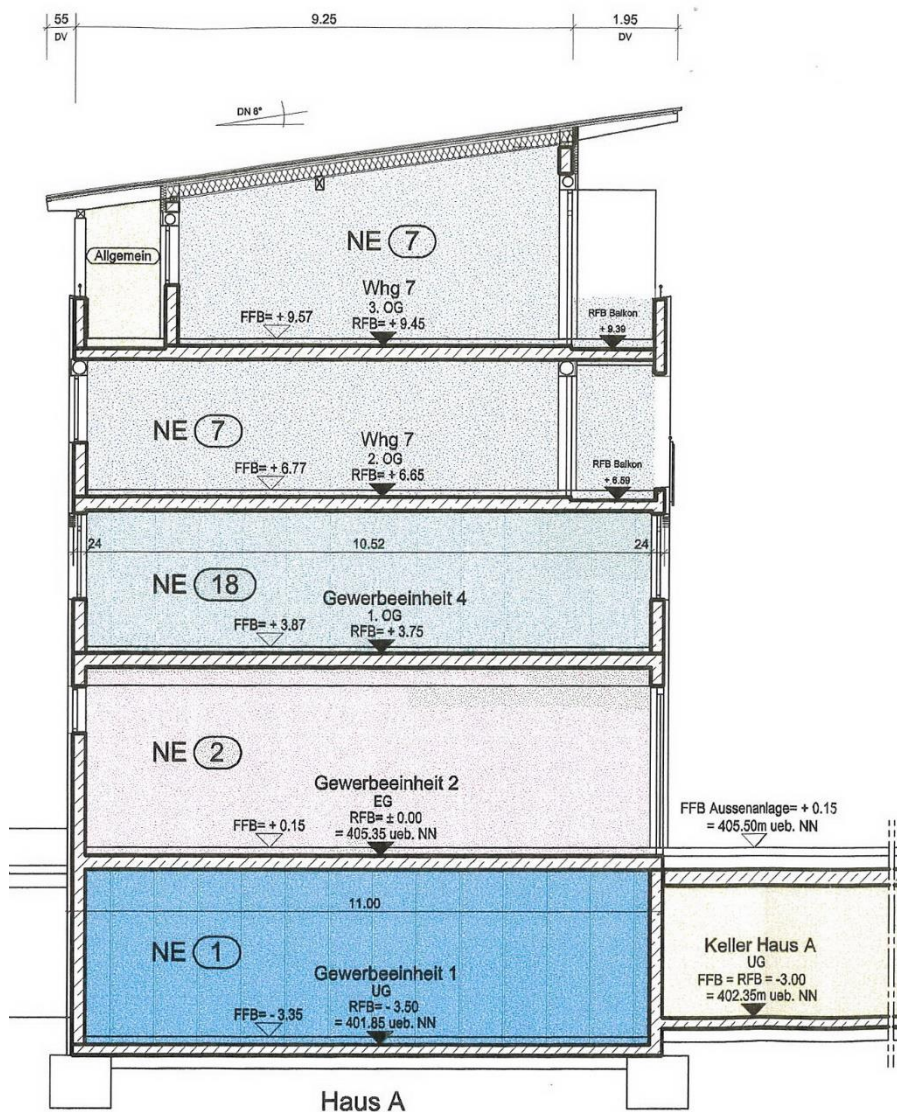 55 9.25 1.95
DV DV
DN 6°
Allgemein
NE 7
Whg 7
3. OG
FFB= + 9.57 RFB= + 9.45
RFB Balkon
+ 9.39
NE 7
Whg 7
2. OG
FFB= + 6.77 RFB= + 6.65
RFB Balkon
+ 6.59
24 10.52 24
NE 18
Gewerbeeinheit 4
1. OG
FFB= + 3.87 RFB= + 3.75
NE 2
Gewerbeeinheit 2
EG
RFB= ± 0.00
FFB= + 0.15 = 405.35 ueb. NN
FFB Aussenanlage= + 0.15
= 405.50m ueb. NN
11.00
NE 1
Gewerbeeinheit 1
UG
RFB= - 3.50
FFB= - 3.35 = 401.85 ueb. NN
Keller Haus A
UG
FFB = RFB = -3.00
= 402.35m ueb. NN
Haus A